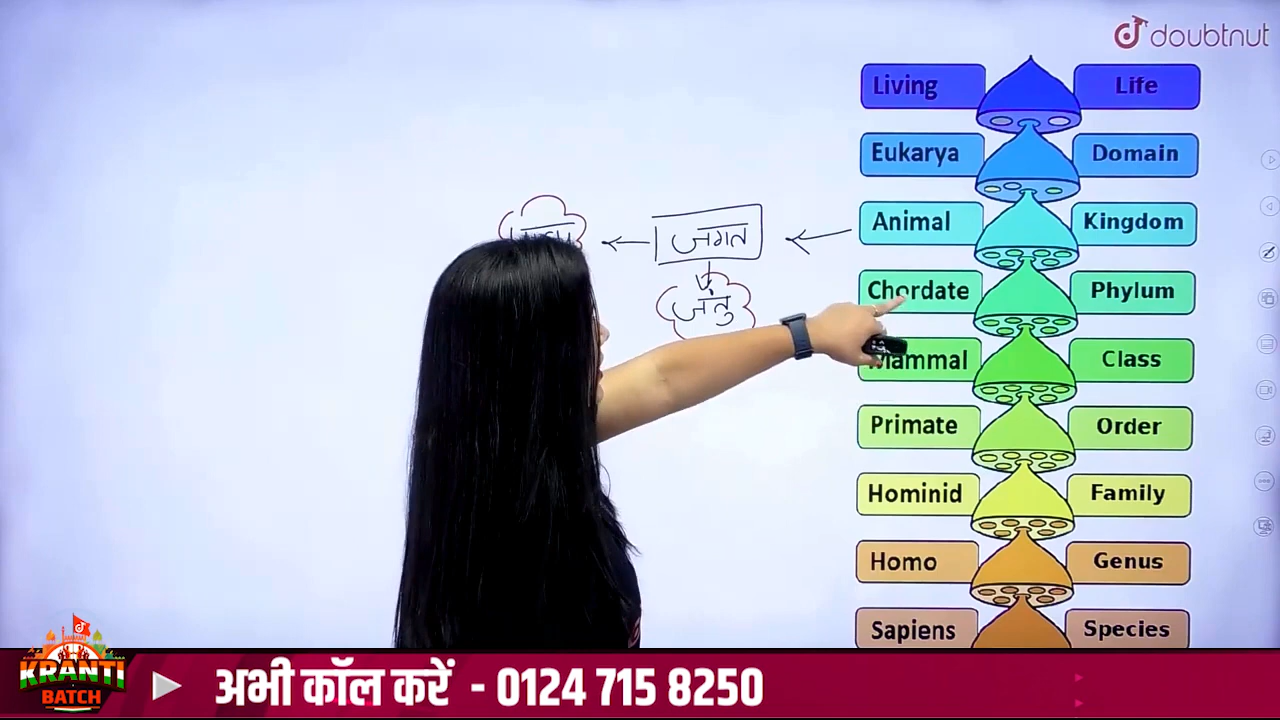 doubtnut
Living Life
Eukarya Domain
Animal Kingdom
जगत
Chordate Phylum
जंतु
Mammal Class
Primate Order
Hominid Family
Homo Genus
Sapiens Species
KRANTI
BATCH
अभी कॉल करें - 0124 715 8250